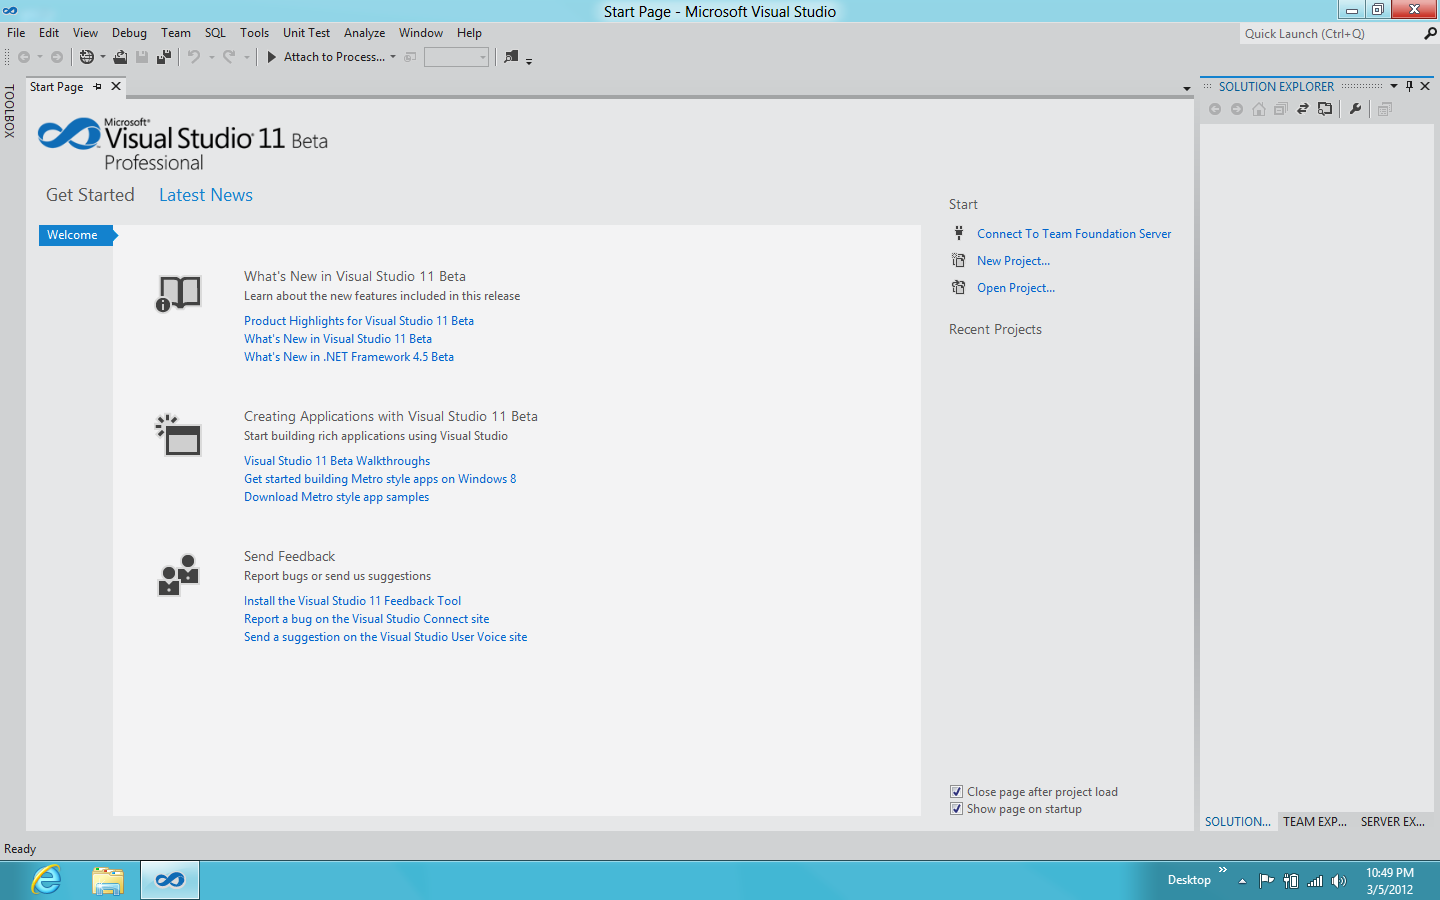 Start Page - Microsoft Visual Studio
File Edit View Debug Team SQL Tools Unit Test Analyze Window Help
Quick Launch (Ctrl+Q)
Attach to Process...
TOOLBOX
Start Page
SOLUTION EXPLORER
Microsoft®
Visual Studio® 11 Beta
Professional
Get Started Latest News
Welcome
What's New in Visual Studio 11 Beta
Learn about the new features included in this release
Product Highlights for Visual Studio 11 Beta
What's New in Visual Studio 11 Beta
What's New in .NET Framework 4.5 Beta
Creating Applications with Visual Studio 11 Beta
Start building rich applications using Visual Studio
Visual Studio 11 Beta Walkthroughs
Get started building Metro style apps on Windows 8
Download Metro style app samples
Send Feedback
Report bugs or send us suggestions
Install the Visual Studio 11 Feedback Tool
Report a bug on the Visual Studio Connect site
Send a suggestion on the Visual Studio User Voice site
Start
Connect To Team Foundation Server
New Project...
Open Project...
Recent Projects
Close page after project load
Show page on startup
SOLUTION... TEAM EXP... SERVER EX...
Ready
Desktop
10:49 PM
3/5/2012